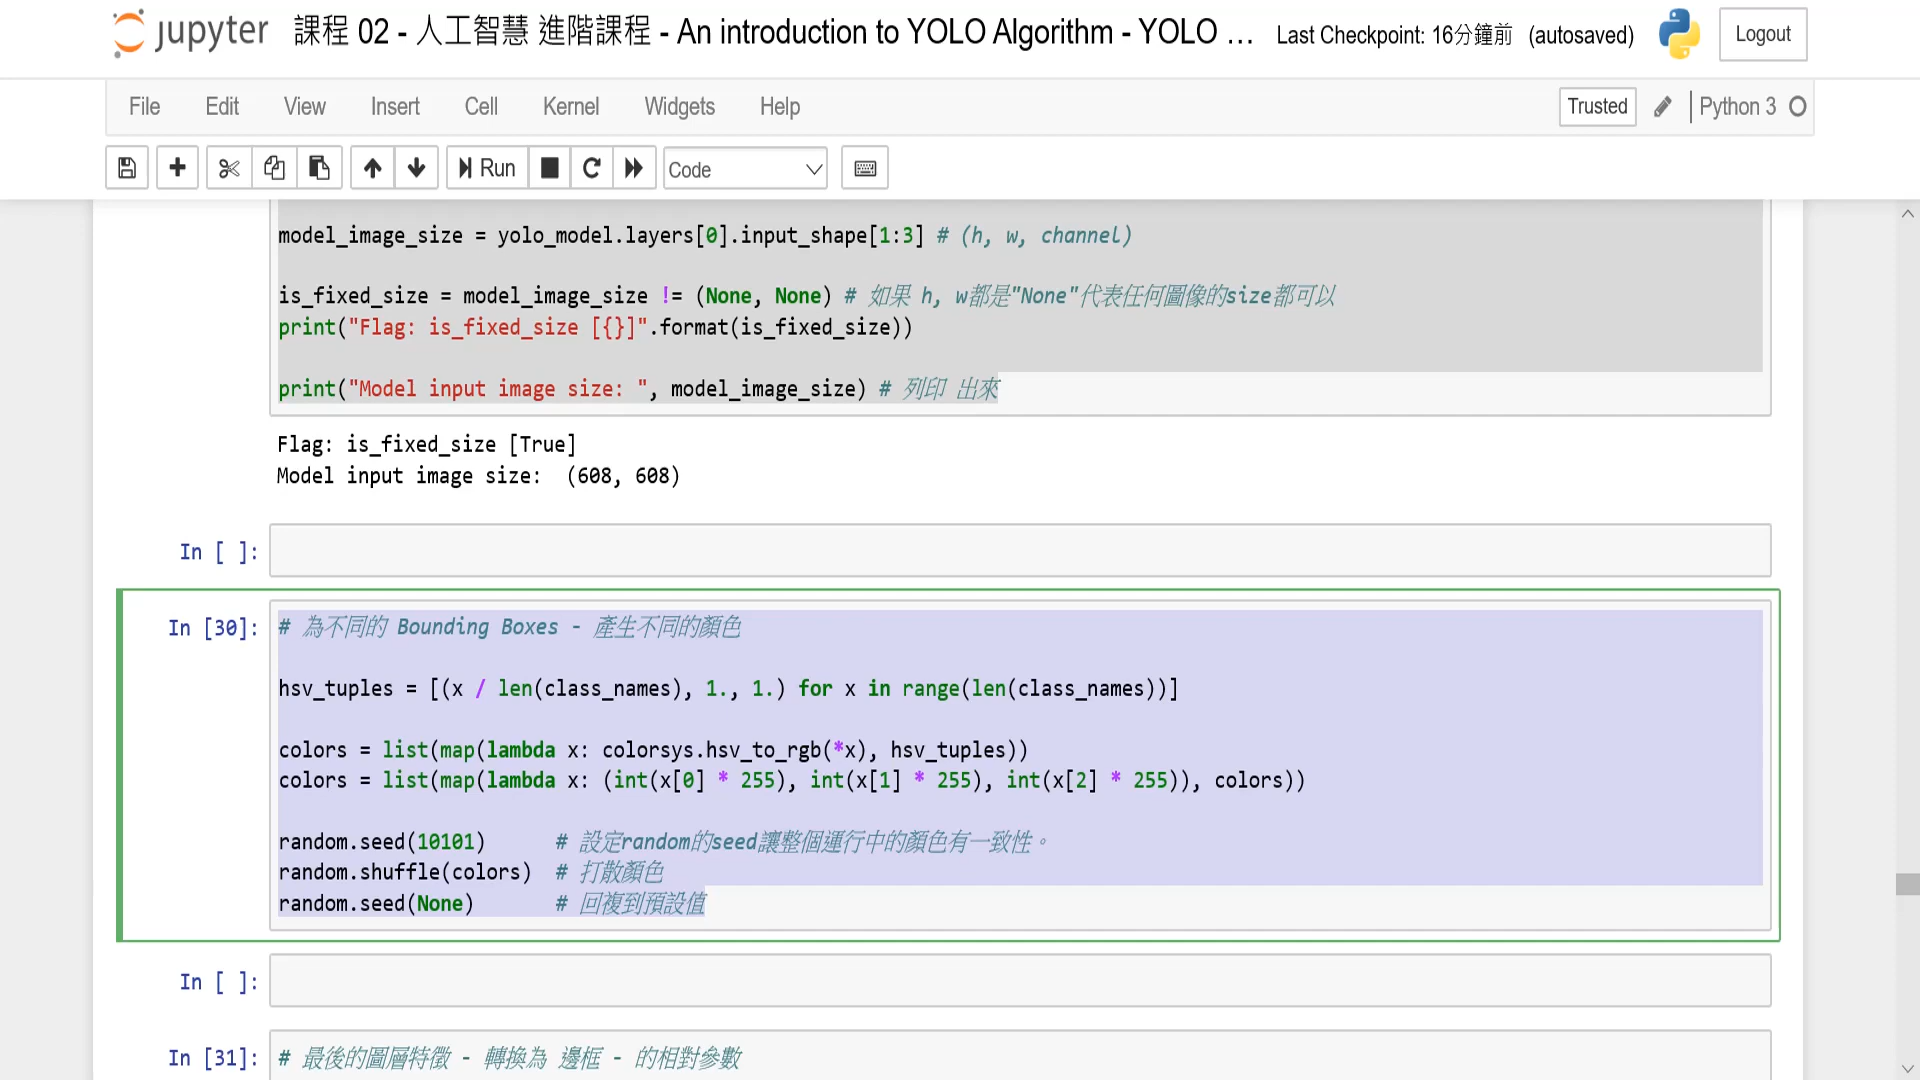 jupyter 課程 02 - 人工智慧 進階課程 - An introduction to YOLO Algorithm - YOLO ... Last Checkpoint: 16分鐘前 (autosaved) Logout
File Edit View Insert Cell Kernel Widgets Help Trusted Python 3
Run Code
model_image_size = yolo_model.layers[0].input_shape[1:3] # (h, w, channel)
is_fixed_size = model_image_size != (None, None) # 如果 h, w都是"None"代表任何圖像的size都可以
print("Flag: is_fixed_size [{}]".format(is_fixed_size))
print("Model input image size: ", model_image_size) # 列印 出來
Flag: is_fixed_size [True]
Model input image size:  (608, 608)
In [ ]:
In [30]: # 為不同的 Bounding Boxes - 產生不同的顏色
hsv_tuples = [(x / len(class_names), 1., 1.) for x in range(len(class_names))]
colors = list(map(lambda x: colorsys.hsv_to_rgb(*x), hsv_tuples))
colors = list(map(lambda x: (int(x[0] * 255), int(x[1] * 255), int(x[2] * 255)), colors))
random.seed(10101)      # 設定random的seed讓整個運行中的顏色有一致性。
random.shuffle(colors)  # 打散顏色
random.seed(None)       # 回複到預設值
In [ ]:
In [31]: # 最後的圖層特徵 - 轉換為 邊框 - 的相對參數